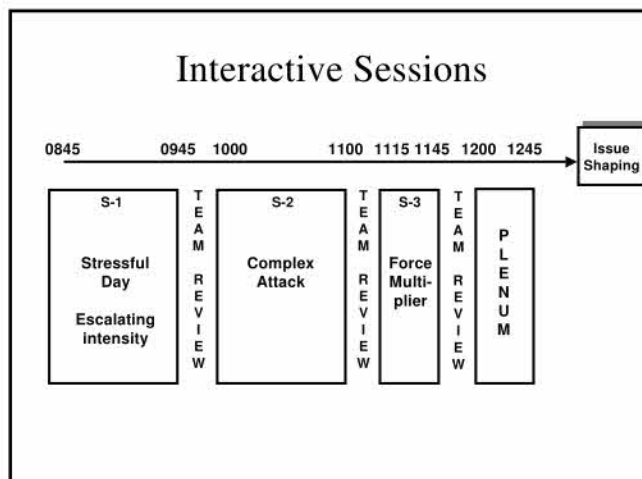 Interactive Sessions
0845 0945 1000 1100 1115 1145 1200 1245
Issue
Shaping
S-1
Stressful
Day
Escalating
intensity
TEAM REVIEW
S-2
Complex
Attack
TEAM REVIEW
S-3
Force
Multi-
plier
TEAM REVIEW
PLENUM